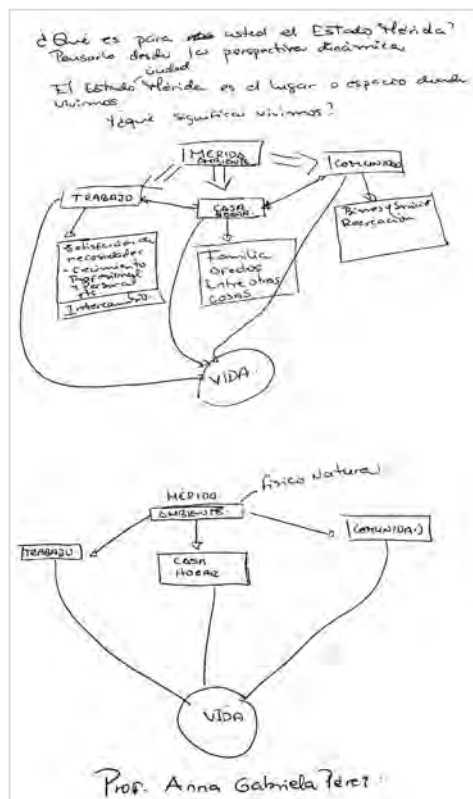 ¿Qué es para usted el Estado Mérida?
Pensarlo desde la perspectiva dinámica
ciudad
El Estado Mérida es el lugar o espacio donde
vivimos
¿qué significa vivimos?
MERIDA
AMBIENTE
TRABAJO
CASA
HOGAR
COMUNIDAD
Satisfacción de
necesidades
- Crecimiento
Profesional
y Personal
etc
Intercambio
Familia
Entre otras
cosas
Bienes y Servicio
Recreación
VIDA
Físico Natural
MÉRIDA
AMBIENTE
TRABAJO
CASA
HOGAR
COMUNIDAD
VIDA
Prof. Anna Gabriela Pérez